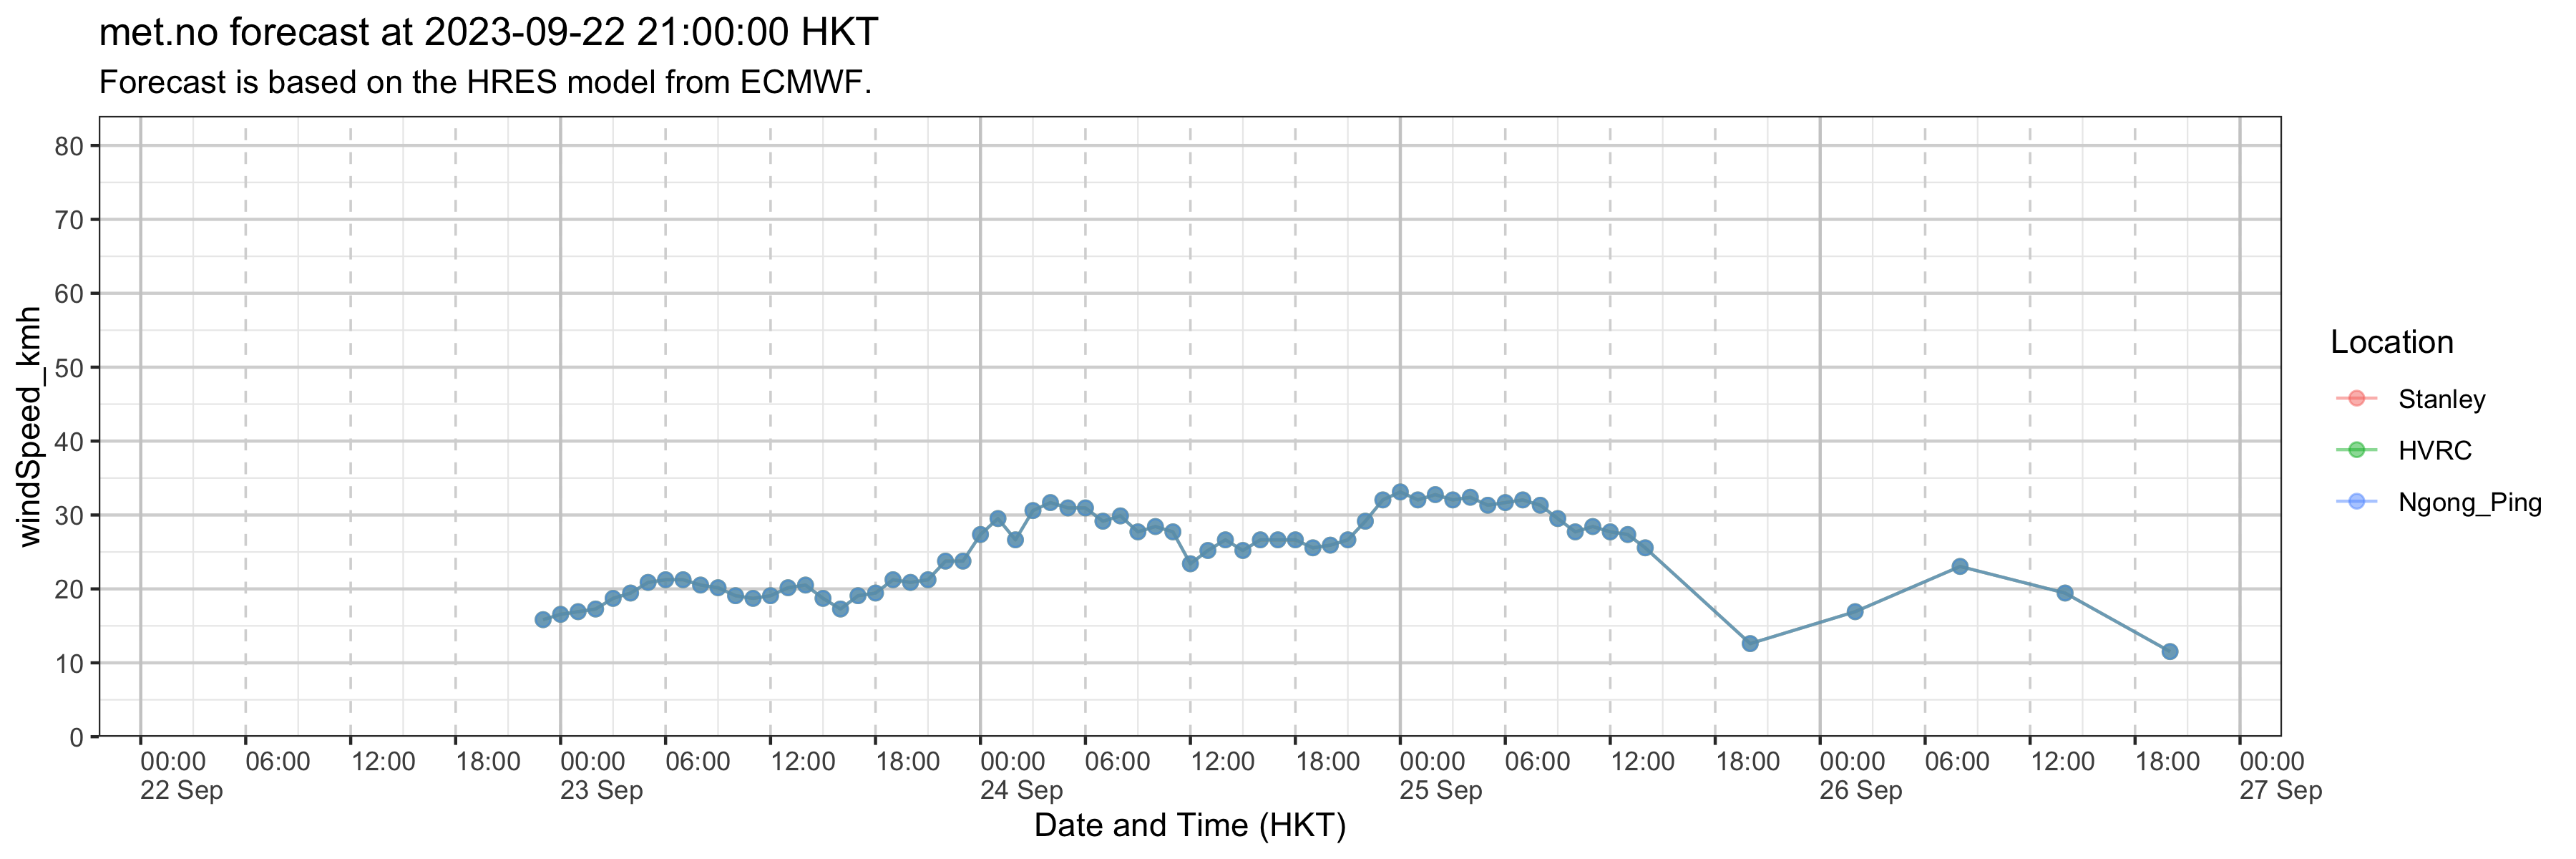 met.no forecast at 2023-09-22 21:00:00 HKT
Forecast is based on the HRES model from ECMWF.
windSpeed_kmh
80
70
60
50
40
30
20
10
0
00:00 06:00 12:00 18:00 00:00 06:00 12:00 18:00 00:00 06:00 12:00 18:00 00:00 06:00 12:00 18:00 00:00 06:00 12:00 18:00 00:00
22 Sep 23 Sep 24 Sep 25 Sep 26 Sep 27 Sep
Date and Time (HKT)
Location
Stanley
HVRC
Ngong_Ping